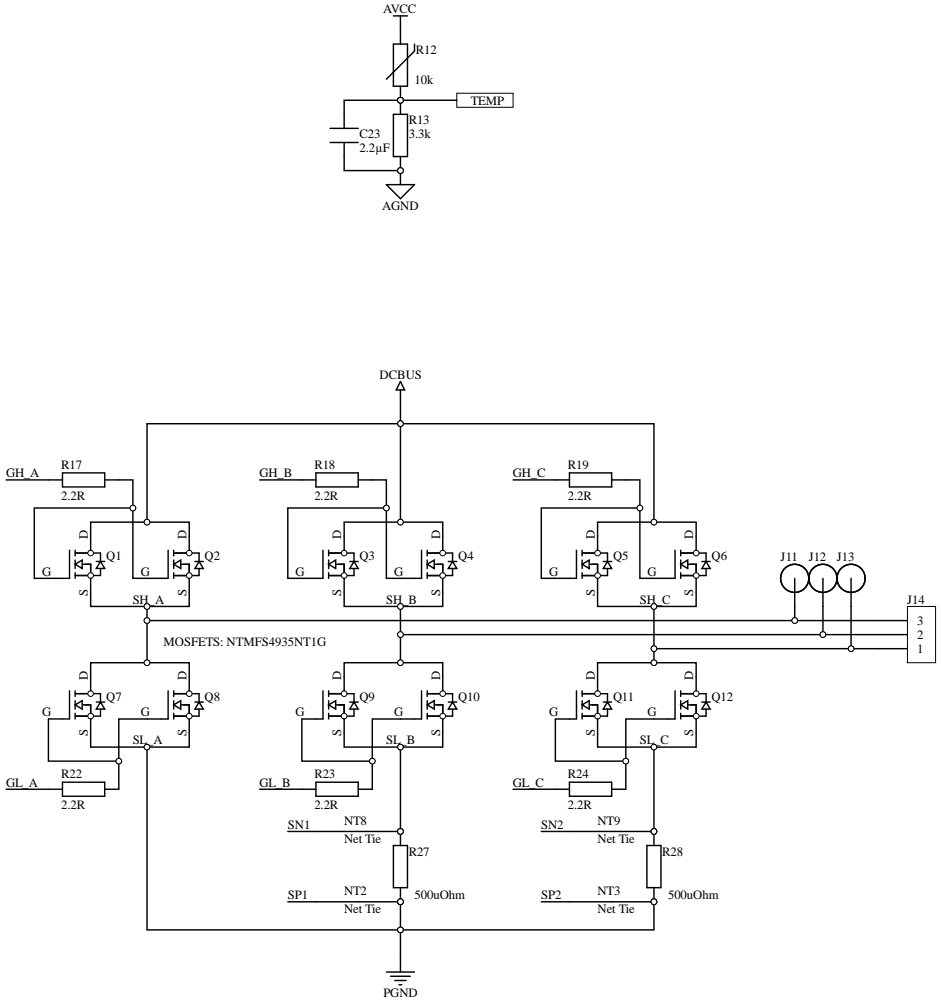 AVCC
R12
10k
TEMP
R13
3.3k
C23
2.2µF
AGND
DCBUS
GH_A
R17
2.2R
GH_B
R18
2.2R
GH_C
R19
2.2R
D
D
D
D
D
D
G
Q1
G
Q2
G
Q3
G
Q4
G
Q5
G
Q6
S
S
S
S
S
S
J11
J12
J13
J14
3
2
1
SH_A
SH_B
SH_C
MOSFETS: NTMFS4935NT1G
D
D
D
D
D
D
G
Q7
G
Q8
G
Q9
G
Q10
G
Q11
G
Q12
S
S
S
S
S
S
SL_A
SL_B
SL_C
GL_A
R22
2.2R
GL_B
R23
2.2R
GL_C
R24
2.2R
SN1
NT8
Net Tie
SN2
NT9
Net Tie
R27
500uOhm
R28
500uOhm
SP1
NT2
Net Tie
SP2
NT3
Net Tie
PGND